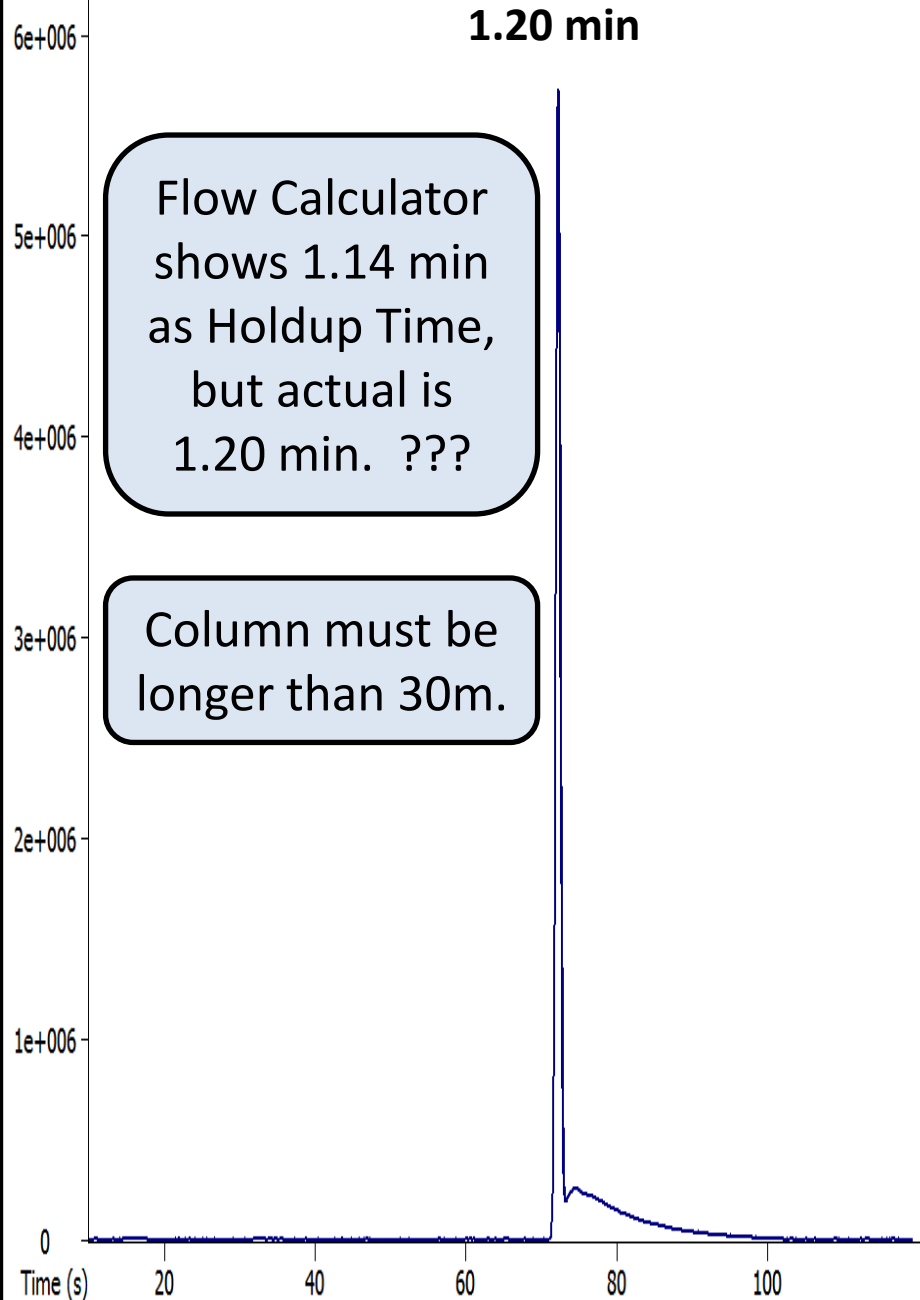 1.20 min
6e+006
Flow Calculator
shows 1.14 min
as Holdup Time,
but actual is
1.20 min.  ???
5e+006
4e+006
Column must be
longer than 30m.
3e+006
2e+006
1e+006
0
Time (s) 20 40 60 80 100